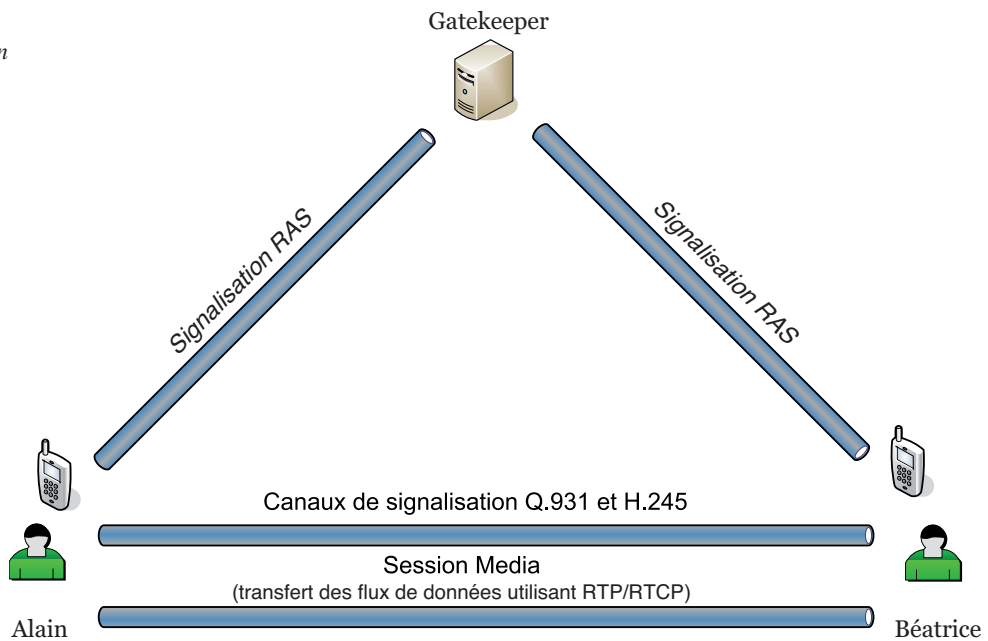 Gatekeeper
n
Signalisation RAS
Signalisation RAS
Canaux de signalisation Q.931 et H.245
Session Media
(transfert des flux de données utilisant RTP/RTCP)
Alain
Béatrice